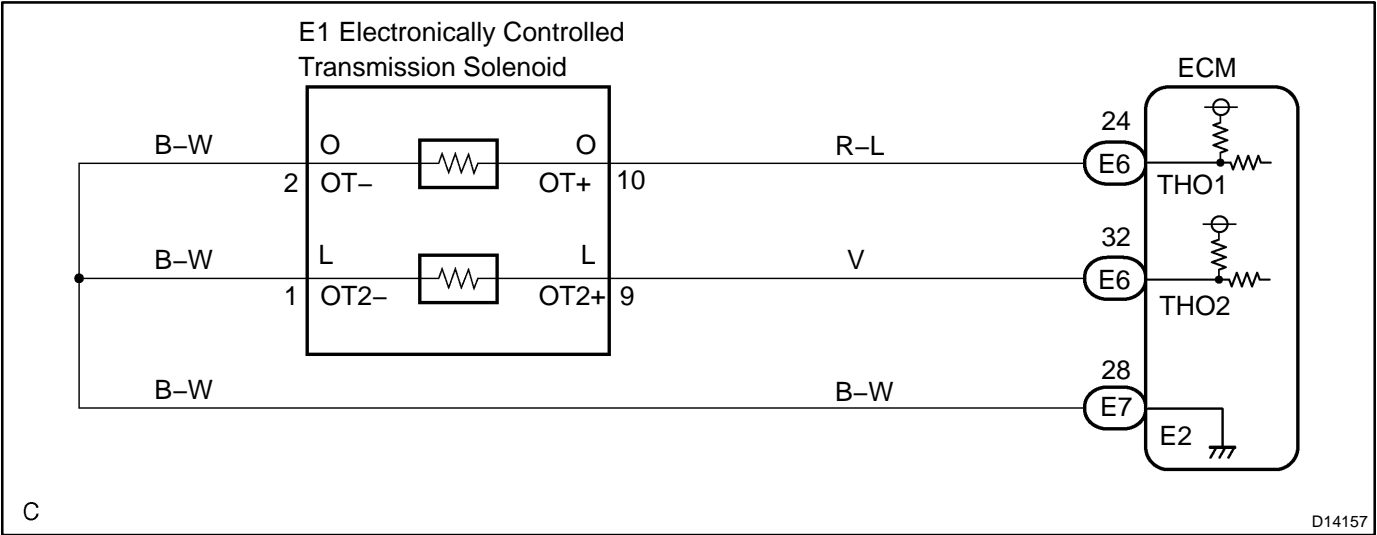 E1 Electronically Controlled
Transmission Solenoid
ECM
B–W
O
O
R–L
24
E6
2
OT–
OT+
10
THO1
B–W
L
L
V
32
E6
1
OT2–
OT2+
9
THO2
B–W
B–W
28
E7
E2
C
D14157